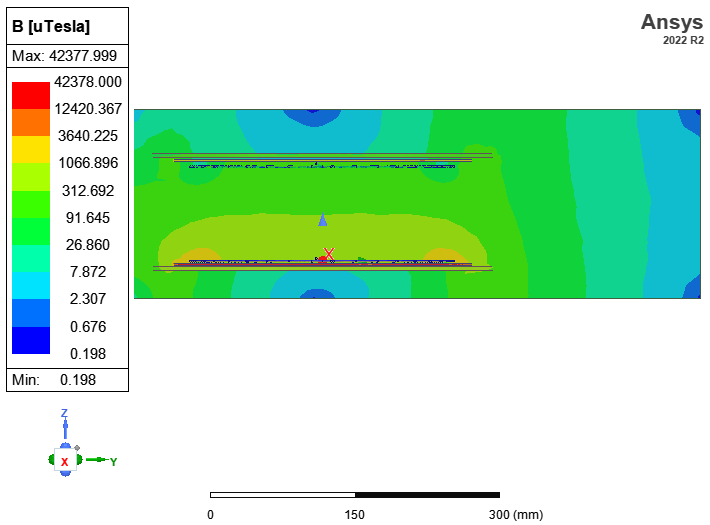 B [uTesla]
Max: 42377.999
42378.000
12420.367
3640.225
1066.896
312.692
91.645
26.860
7.872
2.307
0.676
0.198
Min: 0.198
Ansys
2022 R2
X
Z
X
Y
0 150 300 (mm)